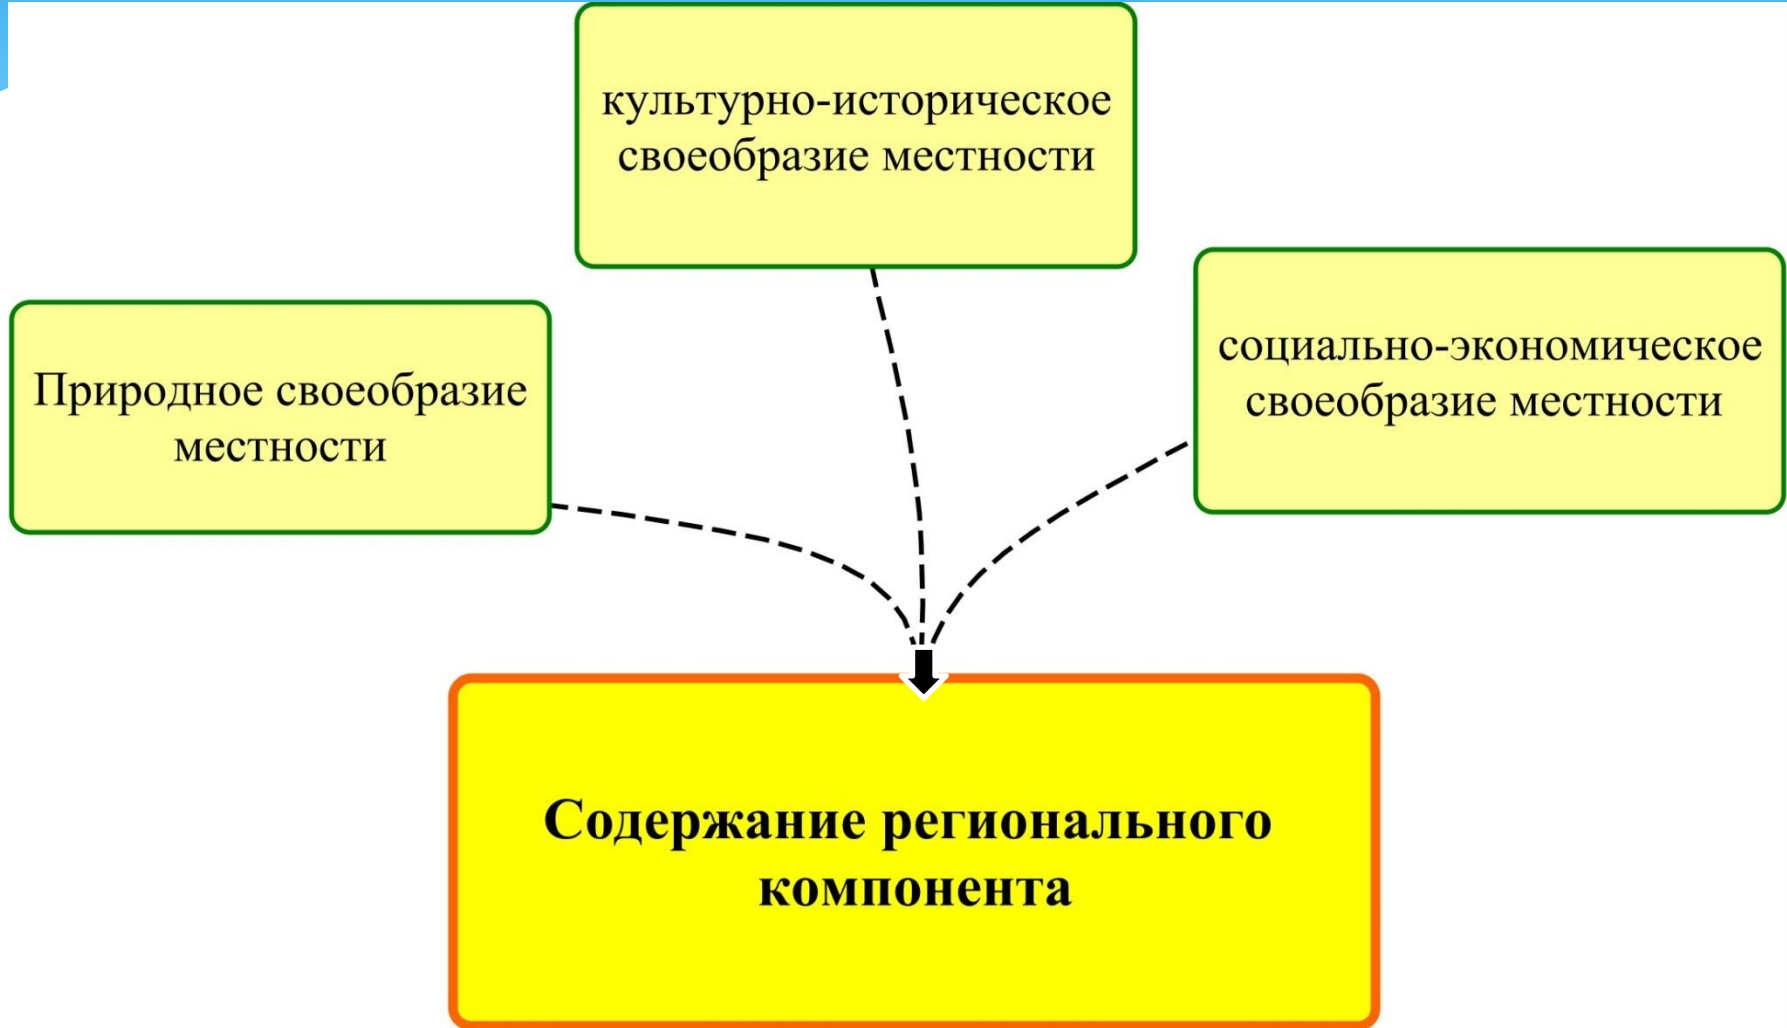 культурно-историческое
своеобразие местности
Природное своеобразие
местности
социально-экономическое
своеобразие местности
Содержание регионального
компонента